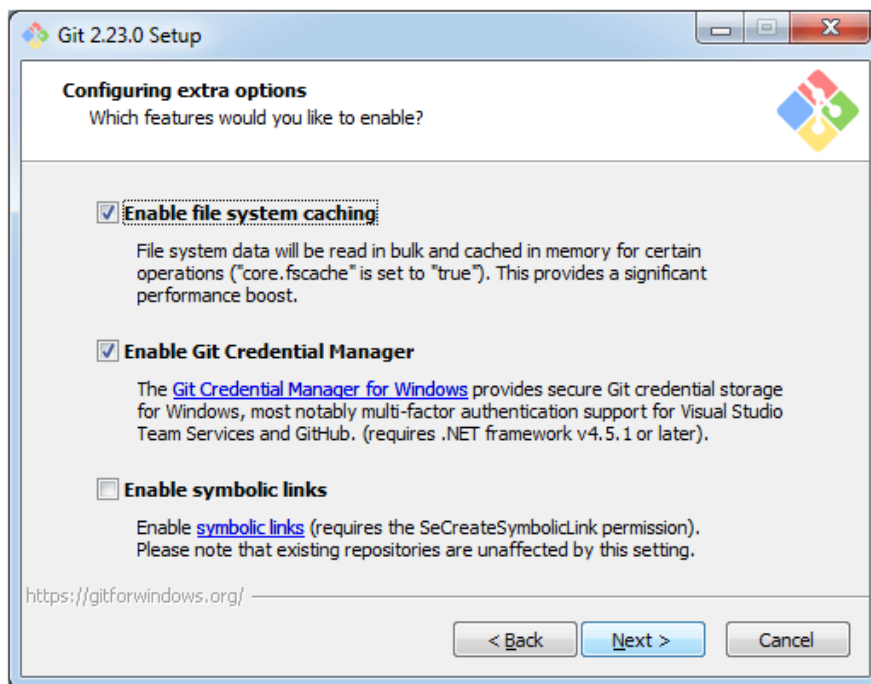 Git 2.23.0 Setup
Configuring extra options
Which features would you like to enable?
Enable file system caching
File system data will be read in bulk and cached in memory for certain
operations ("core.fscache" is set to "true"). This provides a significant
performance boost.
Enable Git Credential Manager
The Git Credential Manager for Windows provides secure Git credential storage
for Windows, most notably multi-factor authentication support for Visual Studio
Team Services and GitHub. (requires .NET framework v4.5.1 or later).
Enable symbolic links
Enable symbolic links (requires the SeCreateSymbolicLink permission).
Please note that existing repositories are unaffected by this setting.
https://gitforwindows.org/
< Back Next > Cancel